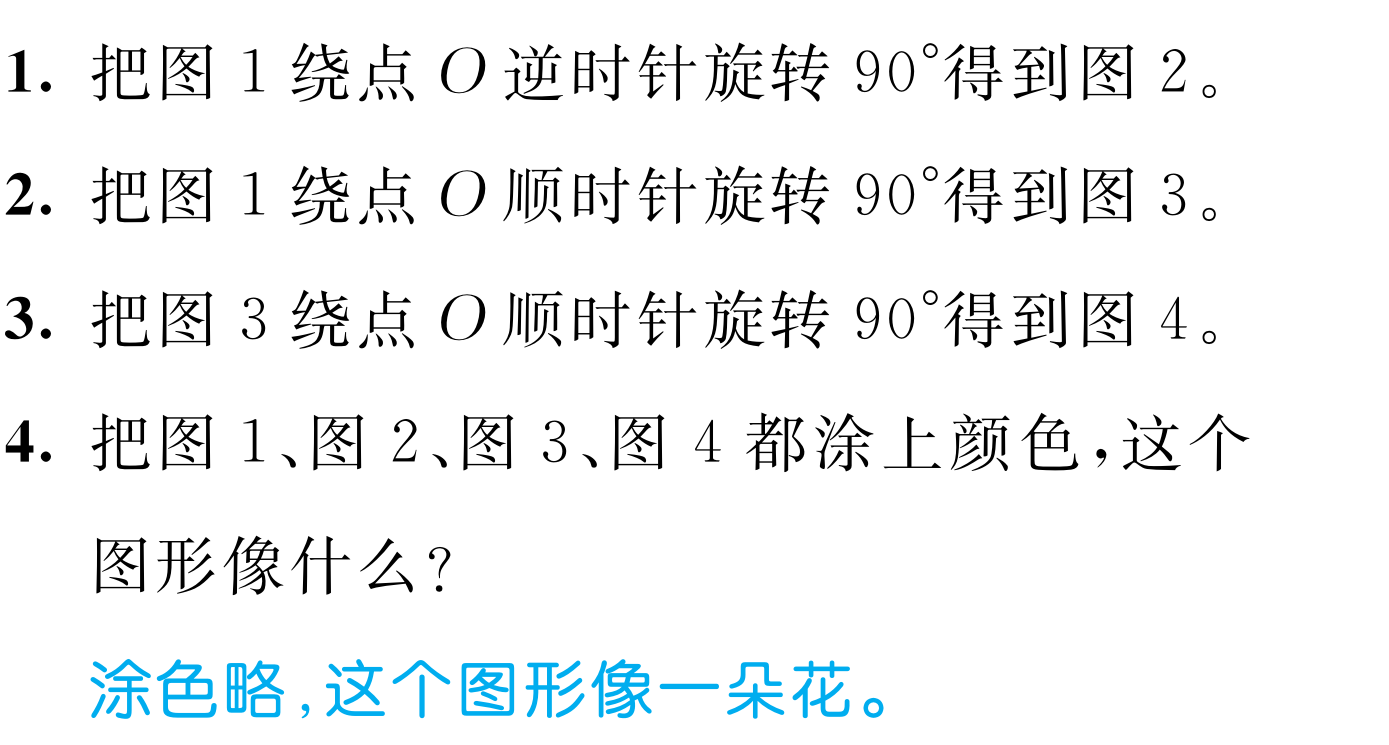 1. 把图 1 绕点 O 逆时针旋转 90°得到图 2。
2. 把图 1 绕点 O 顺时针旋转 90°得到图 3。
3. 把图 3 绕点 O 顺时针旋转 90°得到图 4。
4. 把图 1、图 2、图 3、图 4 都涂上颜色,这个
图形像什么?
涂色略,这个图形像一朵花。